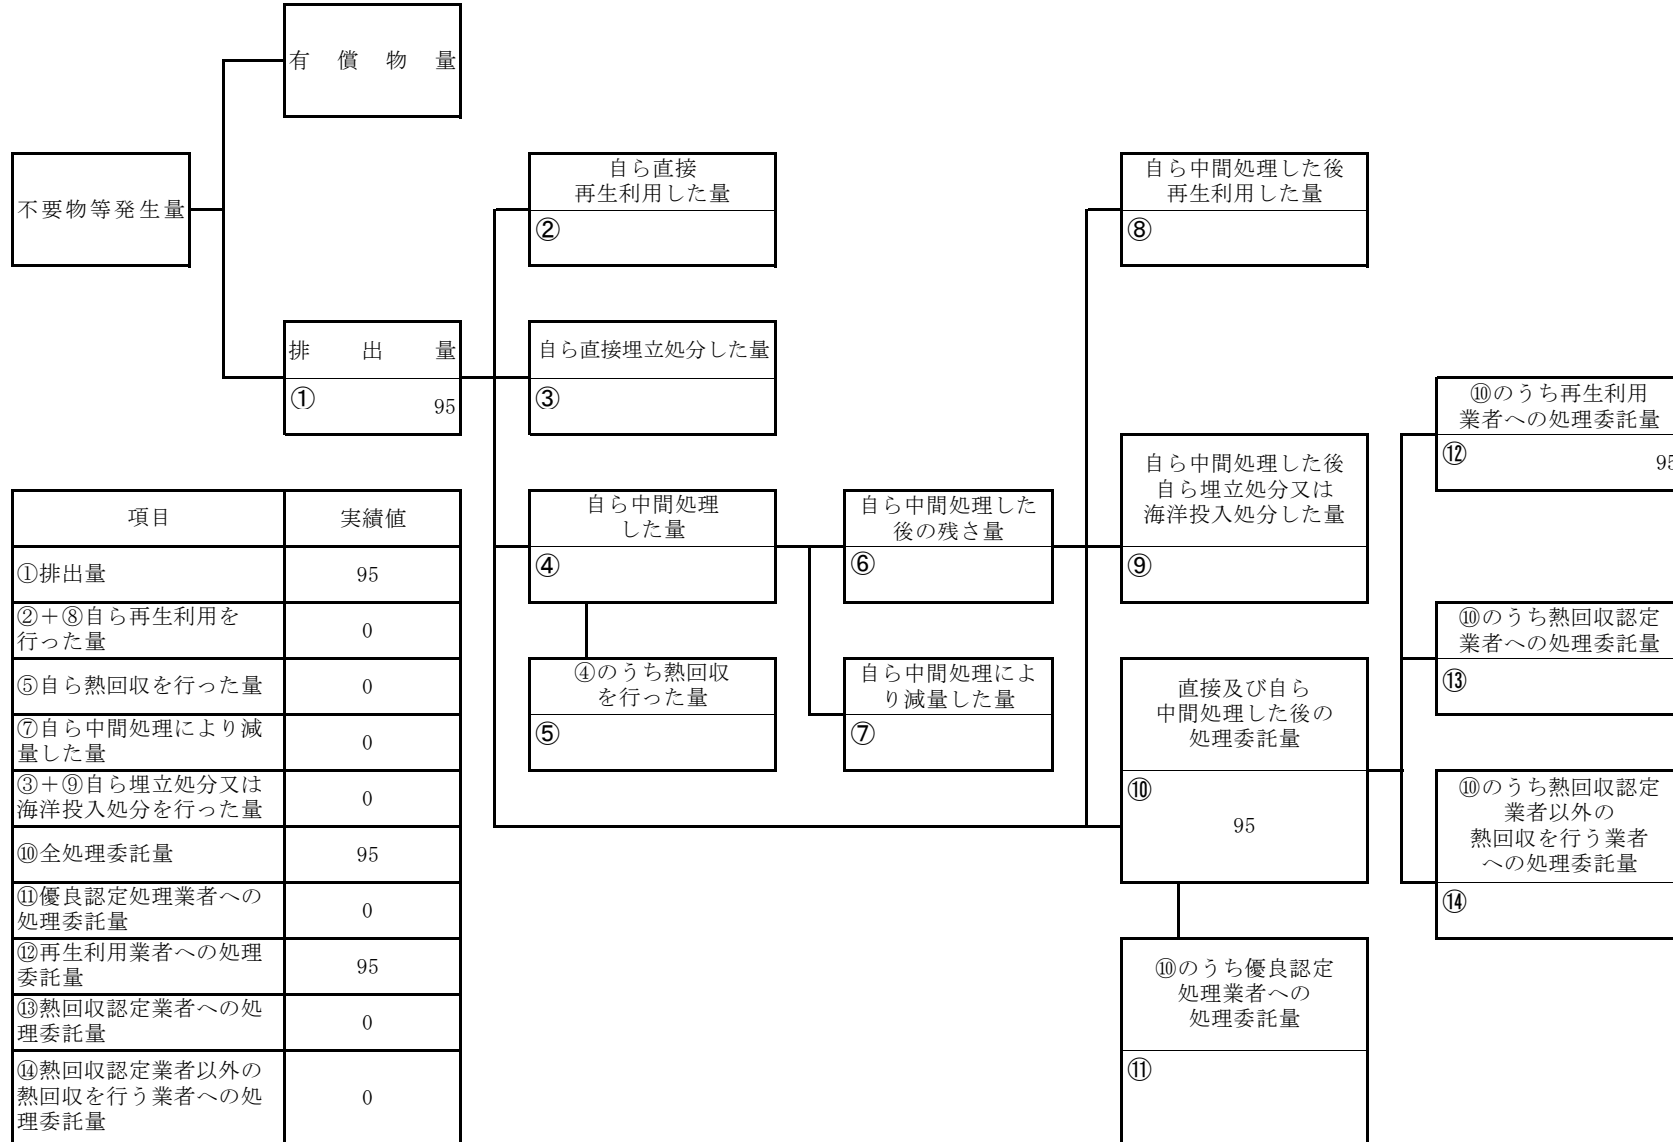 有償物量
不要物等発生量
排出量
①
95
自ら直接
再生利用した量
②
自ら直接埋立処分した量
③
自ら中間処理
した量
④
④のうち熱回収
を行った量
⑤
自ら中間処理した
後の残さ量
⑥
自ら中間処理によ
り減量した量
⑦
自ら中間処理した後
再生利用した量
⑧
自ら中間処理した後
自ら埋立処分又は
海洋投入処分した量
⑨
直接及び自ら
中間処理した後の
処理委託量
⑩
95
⑩のうち優良認定
処理業者への
処理委託量
⑪
⑩のうち再生利用
業者への処理委託量
⑫
95
⑩のうち熱回収認定
業者への処理委託量
⑬
⑩のうち熱回収認定
業者以外の
熱回収を行う業者
への処理委託量
⑭
項目 実績値
①排出量 95
②+⑧自ら再生利用を
行った量
0
⑤自ら熱回収を行った量 0
⑦自ら中間処理により減
量した量
0
③+⑨自ら埋立処分又は
海洋投入処分を行った量
0
⑩全処理委託量 95
⑪優良認定処理業者への
処理委託量
0
⑫再生利用業者への処理
委託量
95
⑬熱回収認定業者への処
理委託量
0
⑭熱回収認定業者以外の
熱回収を行う業者への処
理委託量
0